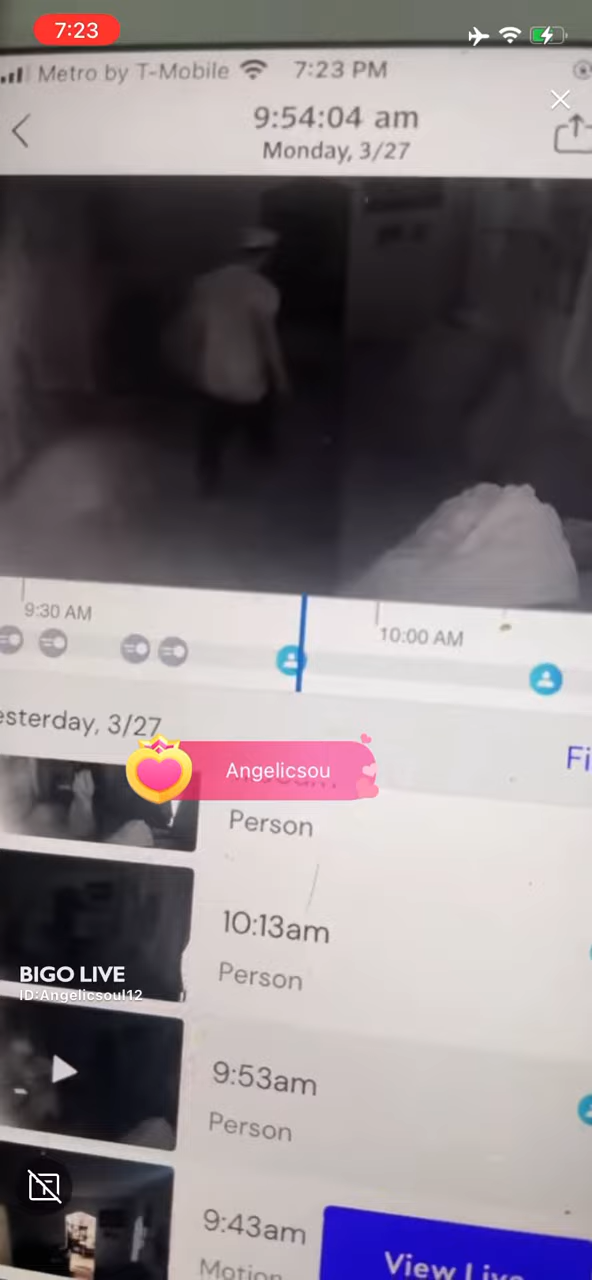 7:23
Metro by T-Mobile 7:23 PM
9:54:04 am
Monday, 3/27
9:30 AM
10:00 AM
esterday, 3/27
Fi
Angelicsou
Person
10:13am
Person
BIGO LIVE
ID:Angelicsoul12
9:53am
Person
9:43am
Motion
View Live